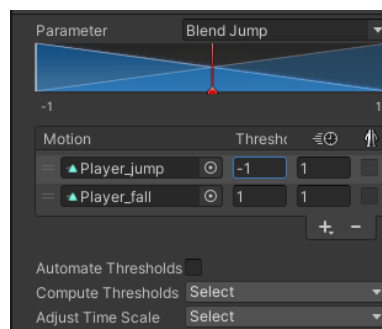 Parameter Blend Jump
-1 1
Motion Thresh
Player_jump -1 1
Player_fall 1 1
+ -
Automate Thresholds
Compute Thresholds Select
Adjust Time Scale Select